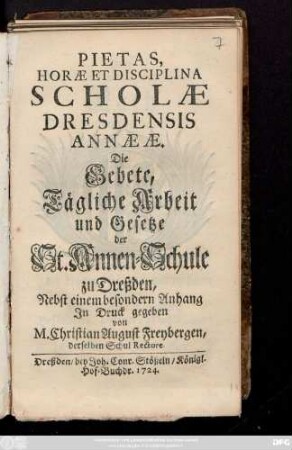 7
PIETAS,
HORÆ ET DISCIPLINA
SCHOLÆ
DRESDENSIS
ANNÆÆ.
Die
Gebete,
Tägliche Arbeit
und Gesetze
der
St. Annen-Schule
zu Dreßden,
Nebst einem besondern Anhang
In Druck gegeben
von
M. Christian August Freybergen,
derselben Schul Rectore.
Dreßden/ bey Joh. Conr. Stößeln/ Königl.
Hof-Buchdr. 1724.